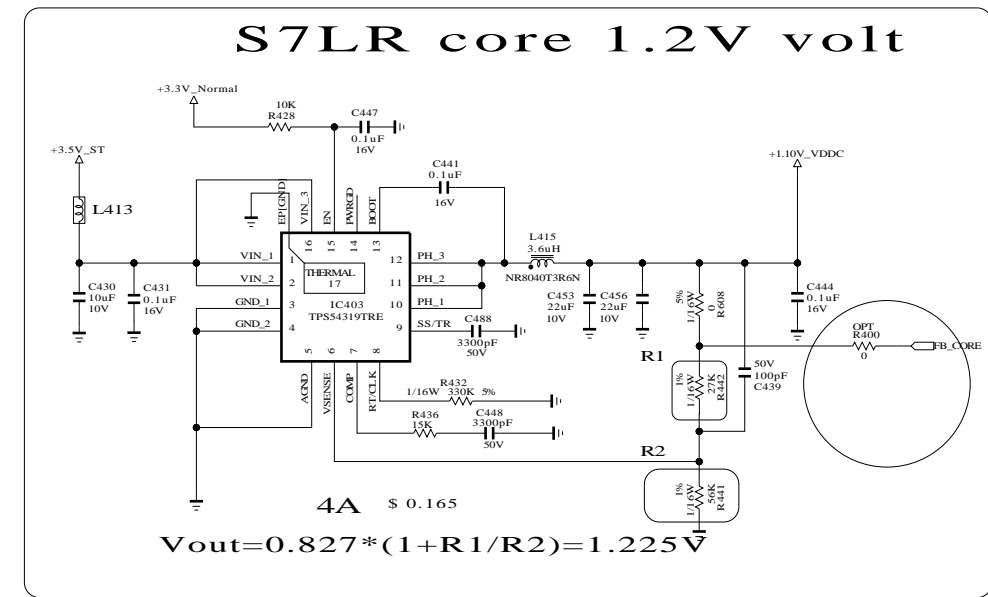 S7LR core 1.2V volt
+3.3V_Normal
10K
R428
C447
0.1uF
16V
+3.5V_ST
L413
C441
0.1uF
16V
+1.10V_VDDC
EP[GND]
VIN_3
EN
PWRGD
BOOT
16
15
14
13
L415
3.6uH
NR8040T3R6N
VIN_1
1
12
PH_3
THERMAL
17
VIN_2
2
11
PH_2
GND_1
3
10
PH_1
IC403
TPS54319TRE
GND_2
4
9
SS/TR
5
6
7
8
AGND
VSENSE
COMP
RT/CLK
C430
10uF
10V
C431
0.1uF
16V
C488
3300pF
50V
C453
22uF
10V
C456
22uF
10V
5%
1/16W
0
R608
C444
0.1uF
16V
OPT
R400
0
FB_CORE
R1
1%
1/16W
27K
R442
50V
100pF
C439
R432
1/16W 330K 5%
R436
15K
C448
3300pF
50V
R2
1%
1/16W
56K
R441
4A $ 0.165
Vout=0.827*(1+R1/R2)=1.225V